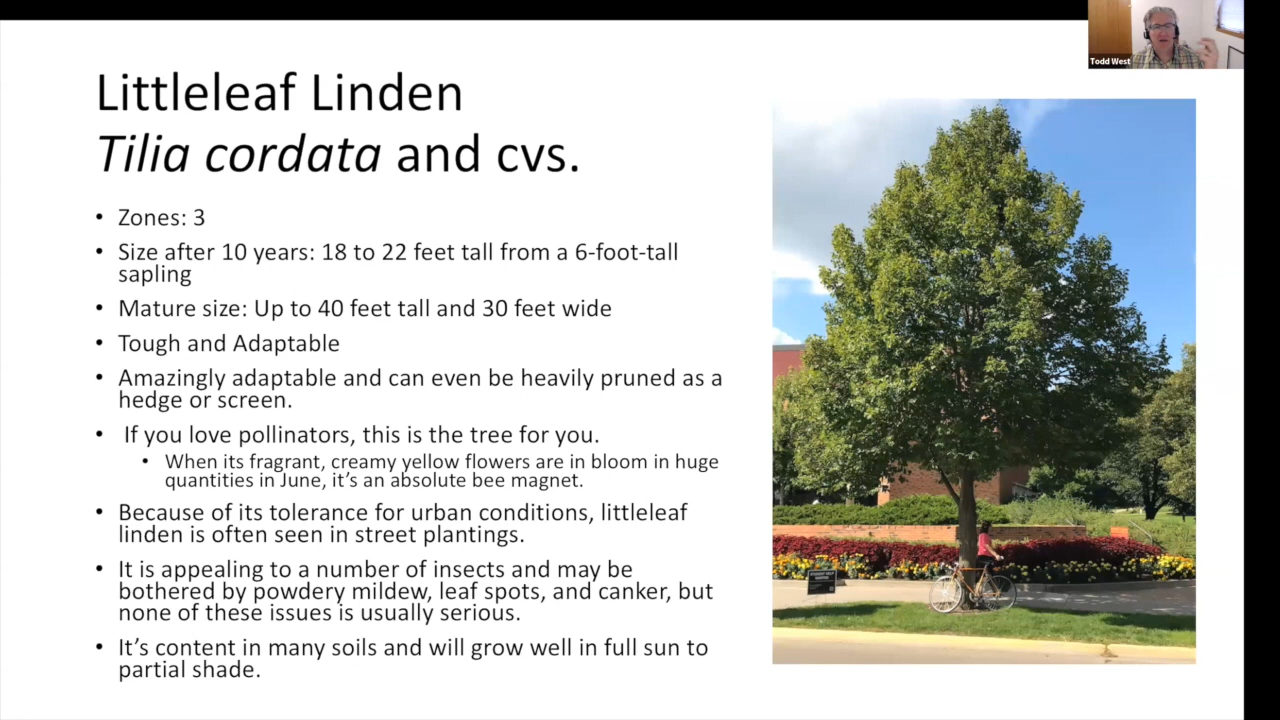 Todd West
Littleleaf Linden
Tilia cordata and cvs.
• Zones: 3
• Size after 10 years: 18 to 22 feet tall from a 6-foot-tall
sapling
• Mature size: Up to 40 feet tall and 30 feet wide
• Tough and Adaptable
• Amazingly adaptable and can even be heavily pruned as a
hedge or screen.
• If you love pollinators, this is the tree for you.
• When its fragrant, creamy yellow flowers are in bloom in huge
quantities in June, it’s an absolute bee magnet.
• Because of its tolerance for urban conditions, littleleaf
linden is often seen in street plantings.
• It is appealing to a number of insects and may be
bothered by powdery mildew, leaf spots, and canker, but
none of these issues is usually serious.
• It’s content in many soils and will grow well in full sun to
partial shade.